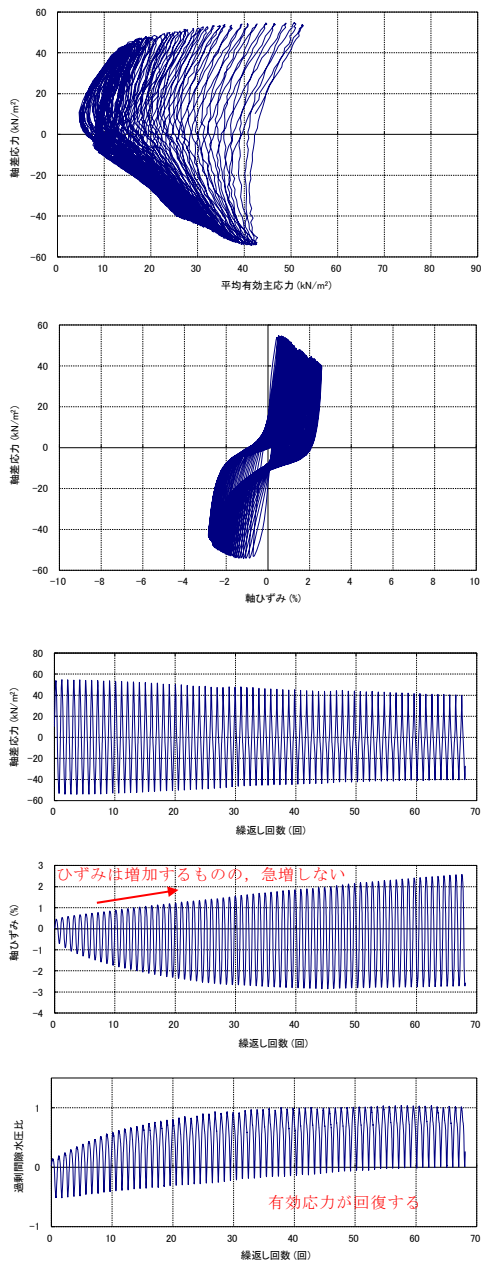 60
40
20
0
-20
-40
-60
軸差応力 (kN/m²)
0 10 20 30 40 50 60 70 80 90
平均有効主応力 (kN/m²)
60
40
20
0
-20
-40
-60
軸差応力 (kN/m²)
-10 -8 -6 -4 -2 0 2 4 6 8 10
軸ひずみ (%)
80
60
40
20
0
-20
-40
-60
軸差応力 (kN/m²)
0 10 20 30 40 50 60 70
繰返し回数 (回)
3
2
1
0
-1
-2
-3
-4
軸ひずみ (%)
ひずみは増加するものの，急増しない
0 10 20 30 40 50 60 70
繰返し回数 (回)
1
0
-1
過剰間隙水圧比
有効応力が回復する
0 10 20 30 40 50 60 70
繰返し回数 (回)